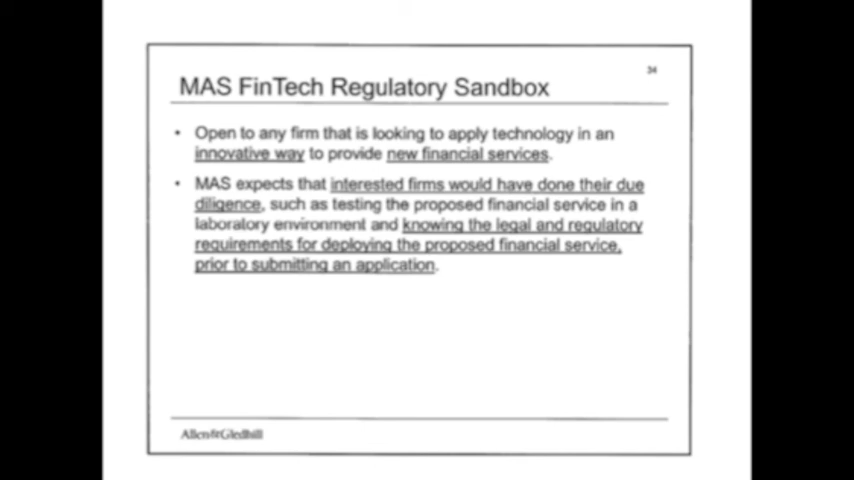 34
MAS FinTech Regulatory Sandbox
• Open to any firm that is looking to apply technology in an
innovative way to provide new financial services.
• MAS expects that interested firms would have done their due
diligence, such as testing the proposed financial service in a
laboratory environment and knowing the legal and regulatory
requirements for deploying the proposed financial service,
prior to submitting an application.
Allen&Gledhill